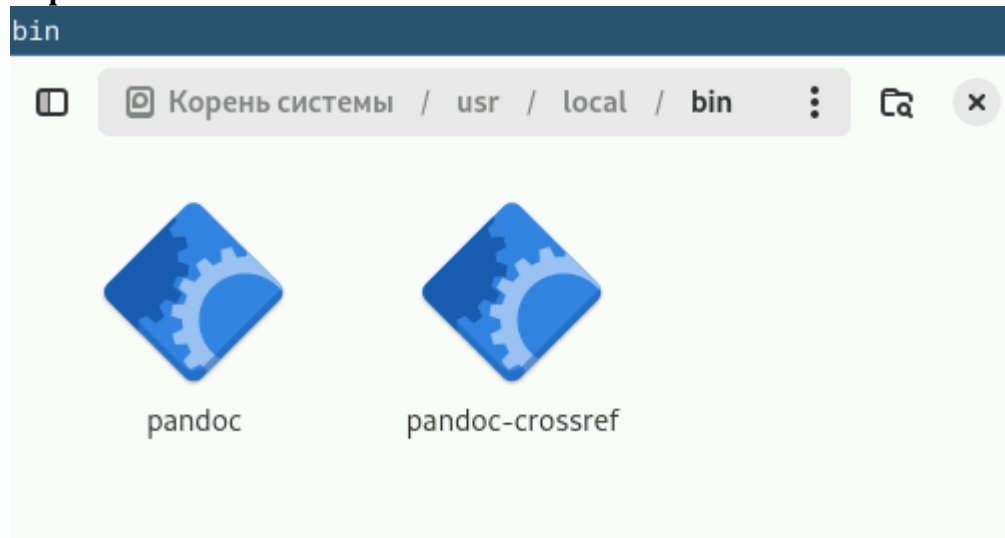 bin
Корень системы / usr / local / bin
pandoc
pandoc-crossref